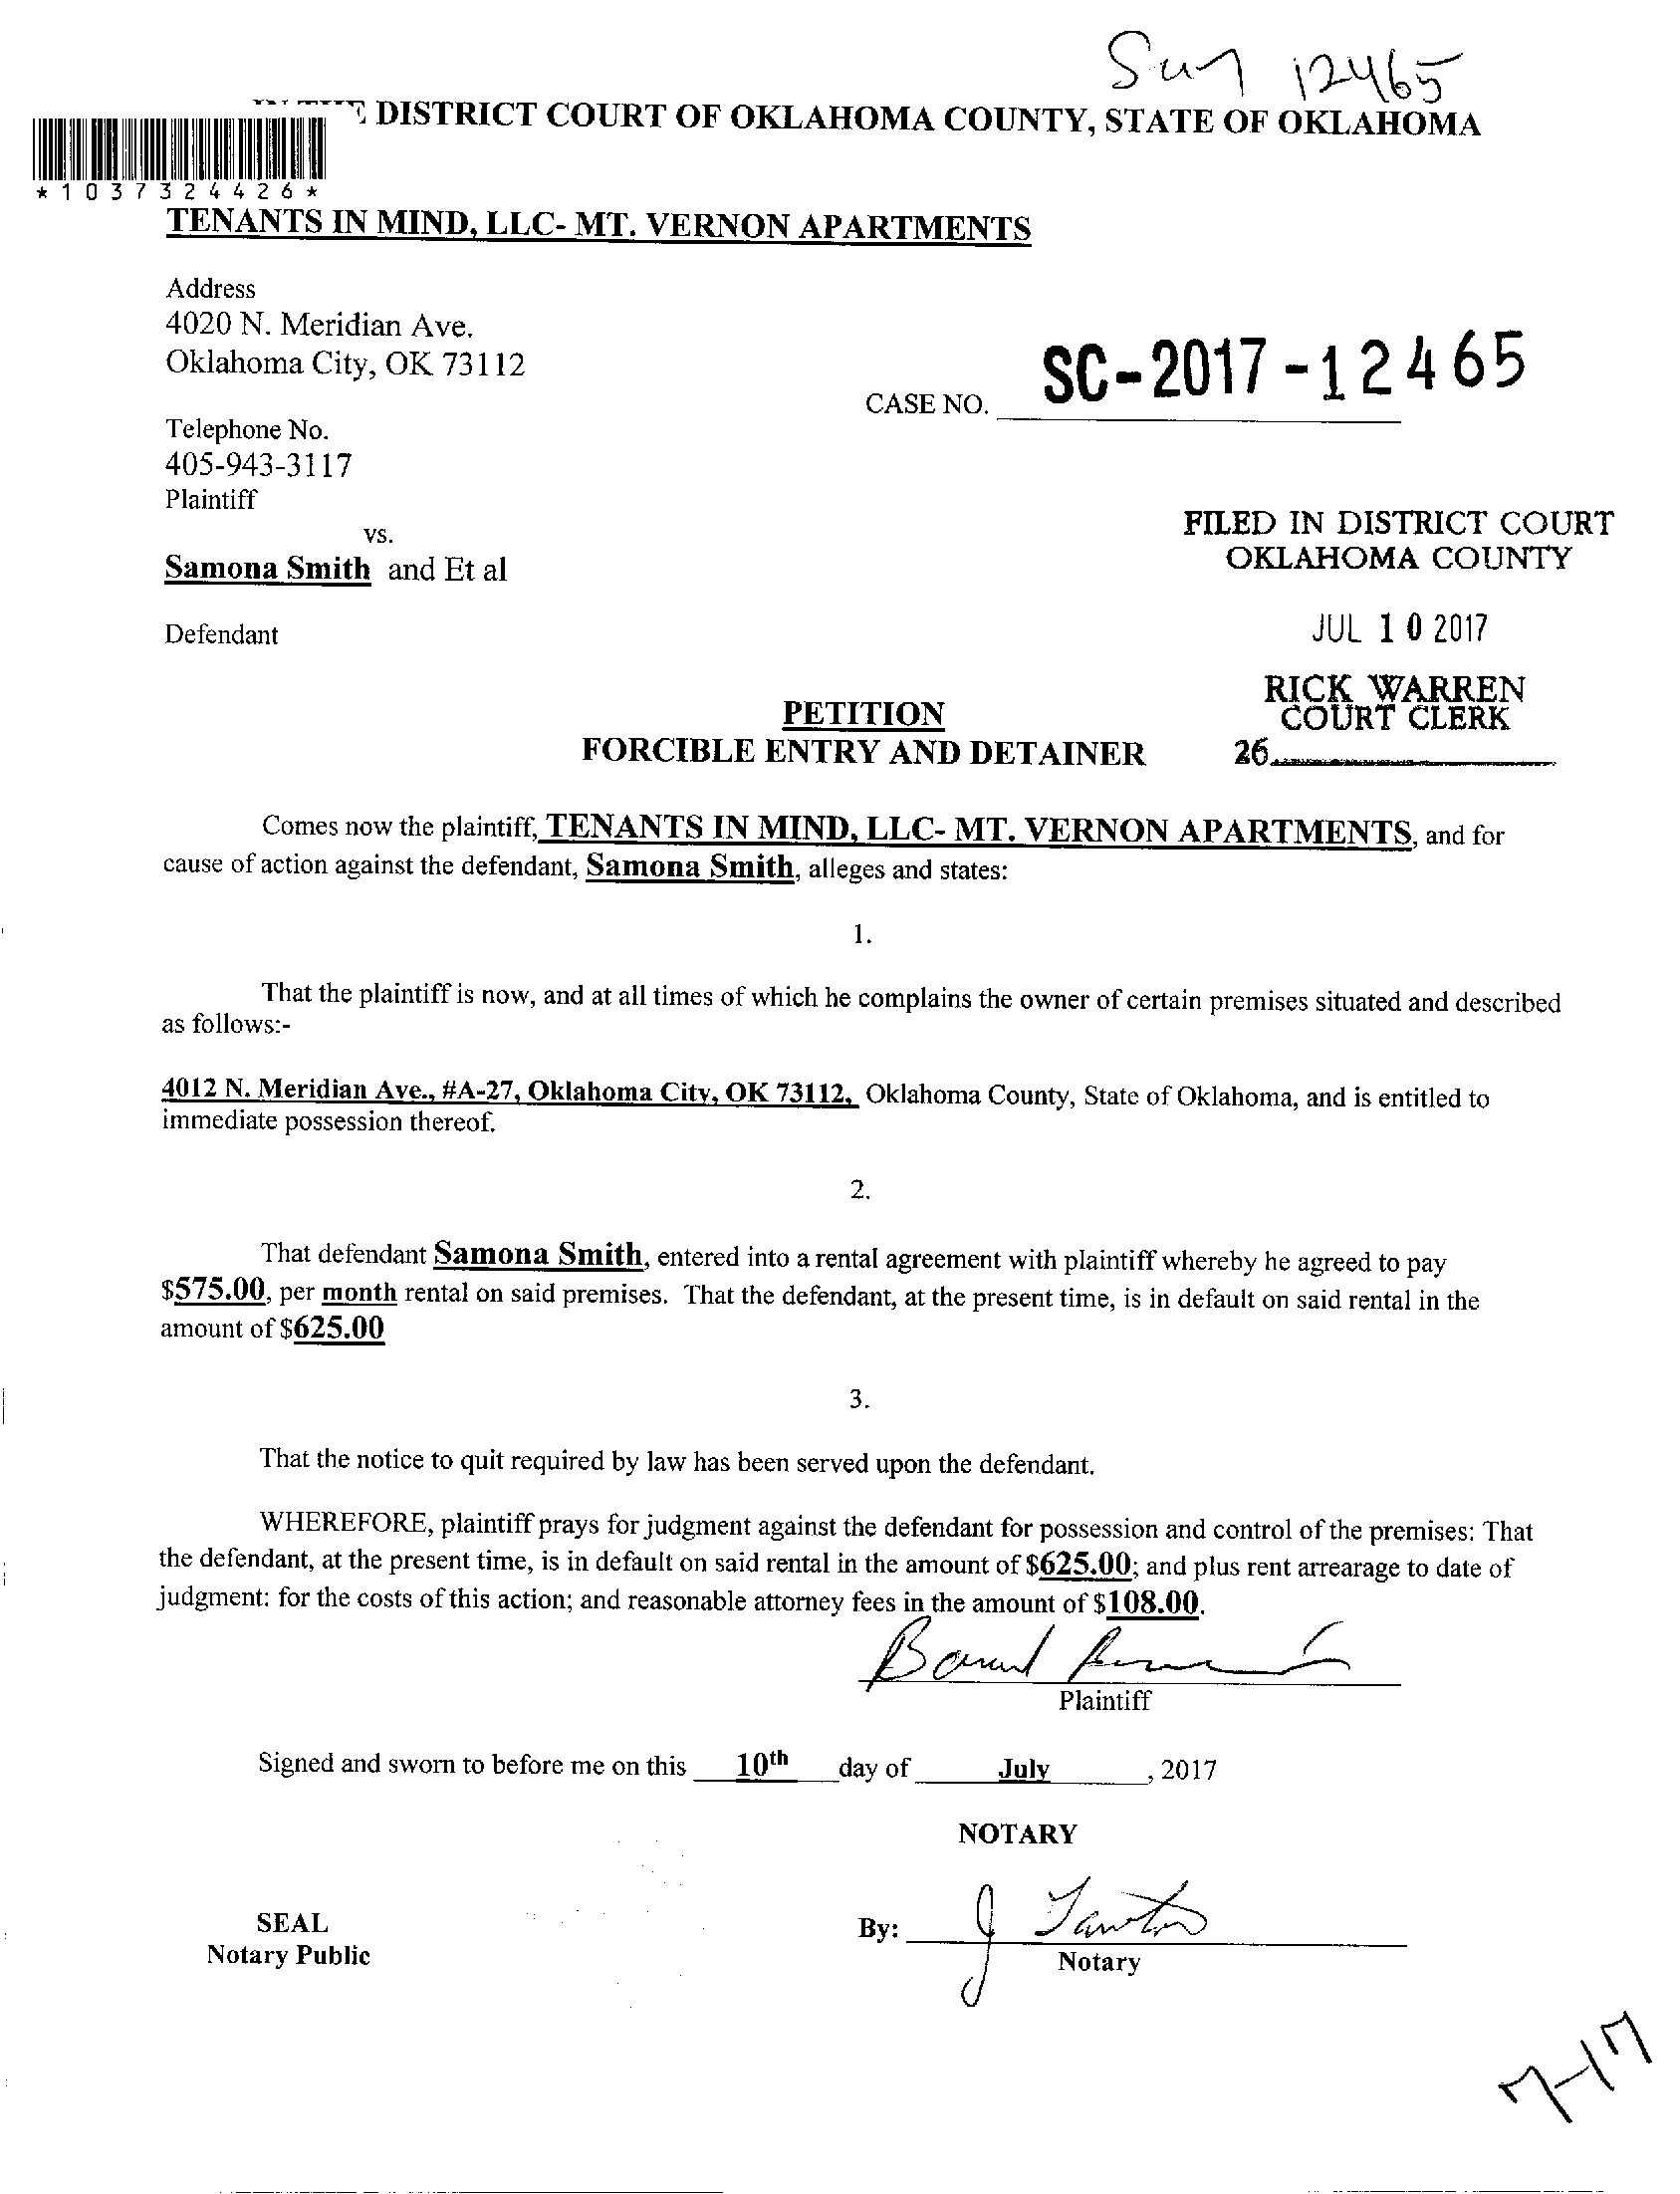 12465
DISTRICT COURT OF OKLAHOMA COUNTY, STATE OF OKLAHOMA
*1037324426*
TENANTS IN MIND, LLC- MT. VERNON APARTMENTS
Address
4020 N. Meridian Ave.
Oklahoma City, OK 73112
CASE NO. SC-2017-12465
Telephone No.
405-943-3117
Plaintiff
vs.
Samona Smith and Et al
Defendant
FILED IN DISTRICT COURT
OKLAHOMA COUNTY
JUL 10 2017
RICK WARREN
COURT CLERK
26
PETITION
FORCIBLE ENTRY AND DETAINER
Comes now the plaintiff, TENANTS IN MIND, LLC- MT. VERNON APARTMENTS, and for
cause of action against the defendant, Samona Smith, alleges and states:
1.
That the plaintiff is now, and at all times of which he complains the owner of certain premises situated and described
as follows:-
4012 N. Meridian Ave., #A-27, Oklahoma City, OK 73112, Oklahoma County, State of Oklahoma, and is entitled to
immediate possession thereof.
2.
That defendant Samona Smith, entered into a rental agreement with plaintiff whereby he agreed to pay
$575.00, per month rental on said premises. That the defendant, at the present time, is in default on said rental in the
amount of $625.00
3.
That the notice to quit required by law has been served upon the defendant.
WHEREFORE, plaintiff prays for judgment against the defendant for possession and control of the premises: That
the defendant, at the present time, is in default on said rental in the amount of $625.00; and plus rent arrearage to date of
judgment: for the costs of this action; and reasonable attorney fees in the amount of $108.00.
Plaintiff
Signed and sworn to before me on this 10th day of July, 2017
NOTARY
SEAL
Notary Public
By: J
Notary
7-17